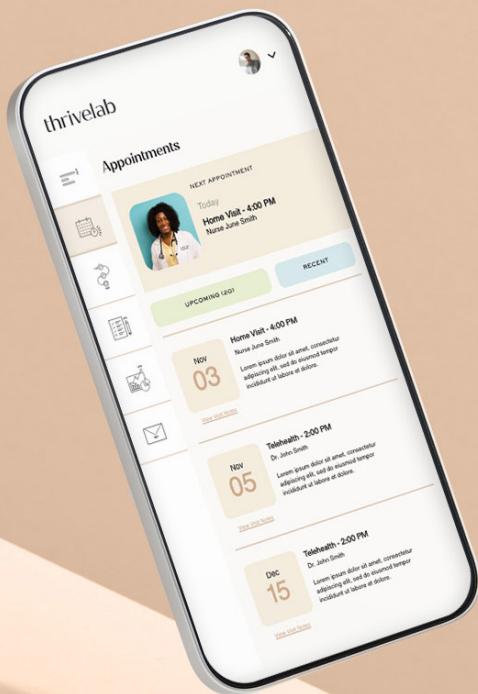 thrivelab
Appointments
NEXT APPOINTMENT
Today
Home Visit - 4:00 PM
Nurse June Smith
UPCOMING (20)
RECENT
Nov
03
Home Visit - 4:00 PM
Nurse June Smith
Lorem ipsum dolor sit amet, consectetur
adipiscing elit, sed do eiusmod tempor
incididunt ut labore et dolore.
View Visit Notes
Nov
05
Telehealth - 2:00 PM
Dr. John Smith
Lorem ipsum dolor sit amet, consectetur
adipiscing elit, sed do eiusmod tempor
incididunt ut labore et dolore.
View Visit Notes
Dec
15
Telehealth - 2:00 PM
Dr. John Smith
Lorem ipsum dolor sit amet, consectetur
adipiscing elit, sed do eiusmod tempor
incididunt ut labore et dolore.
View Visit Notes